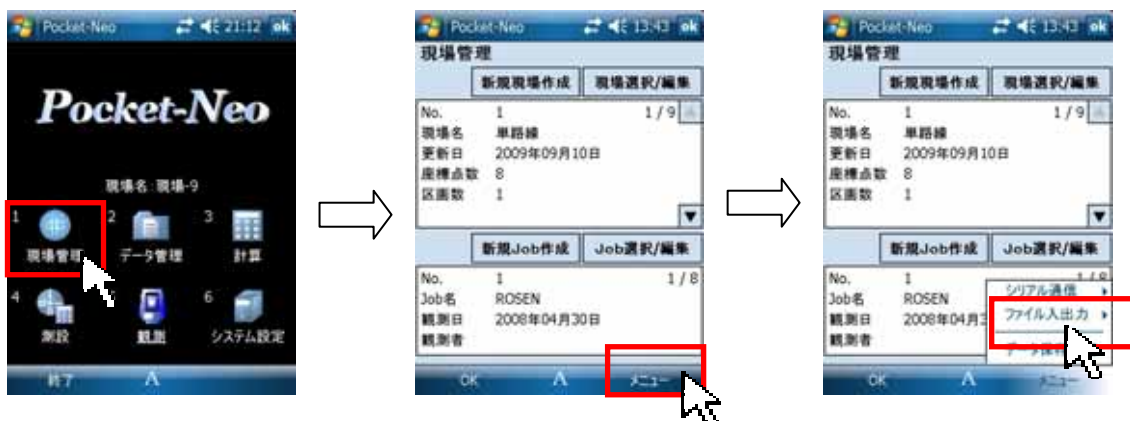 Pocket-Neo 21:12 ok
Pocket-Neo
現場名:現場-9
1 2 3
現場管理 データ管理 計算
4 6
測設 観測 システム設定
終了 A
Pocket-Neo 13:43 ok
現場管理
新規現場作成 現場選択/編集
No. 1 1/9
現場名 単路線
更新日 2009年09月10日
座標点数 8
区画数 1
新規Job作成 Job選択/編集
No. 1 1/8
Job名 ROSEN
観測日 2008年04月30日
観測者
OK A メニュー
Pocket-Neo 13:43 ok
現場管理
新規現場作成 現場選択/編集
No. 1 1/9
現場名 単路線
更新日 2009年09月10日
座標点数 8
区画数 1
新規Job作成 Job選択/編集
No. 1 1/8
Job名 ROSEN
観測日 2008年04月3
観測者
シリアル通信
ファイル入出力
データ保
OK A メニュー